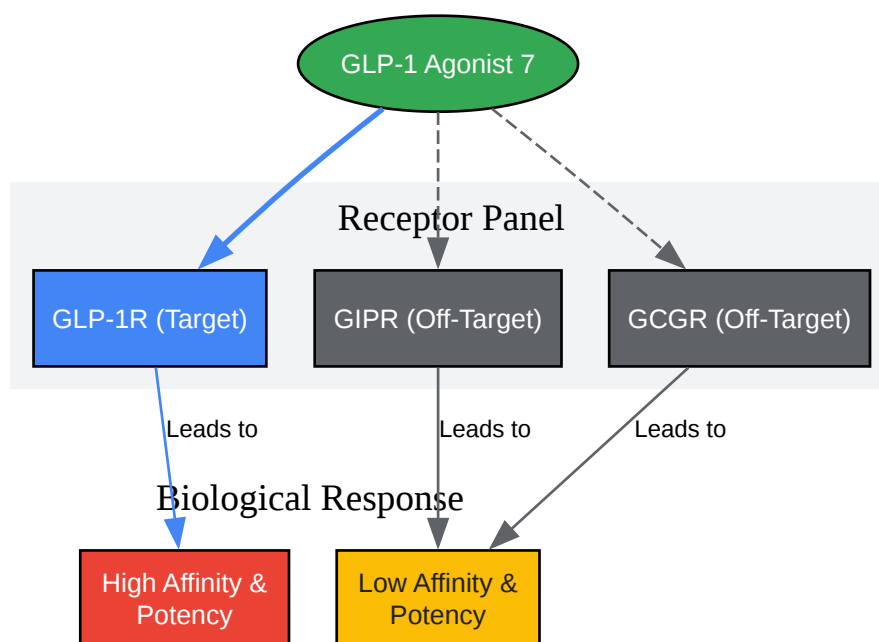 GLP-1 Agonist 7
Receptor Panel
GLP-1R (Target)
GIPR (Off-Target)
GCGR (Off-Target)
Leads to
Leads to
Leads to
Biological Response
High Affinity &
Potency
Low Affinity &
Potency